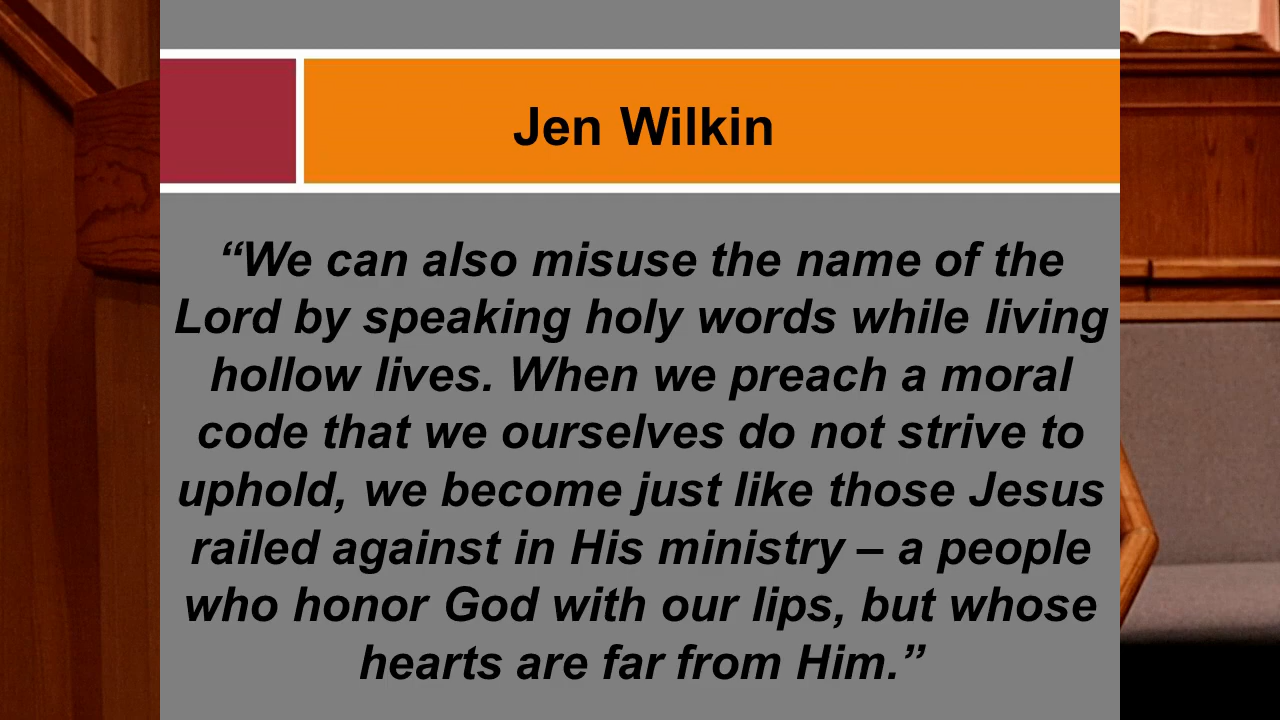 Jen Wilkin
“We can also misuse the name of the
Lord by speaking holy words while living
hollow lives. When we preach a moral
code that we ourselves do not strive to
uphold, we become just like those Jesus
railed against in His ministry – a people
who honor God with our lips, but whose
hearts are far from Him.”